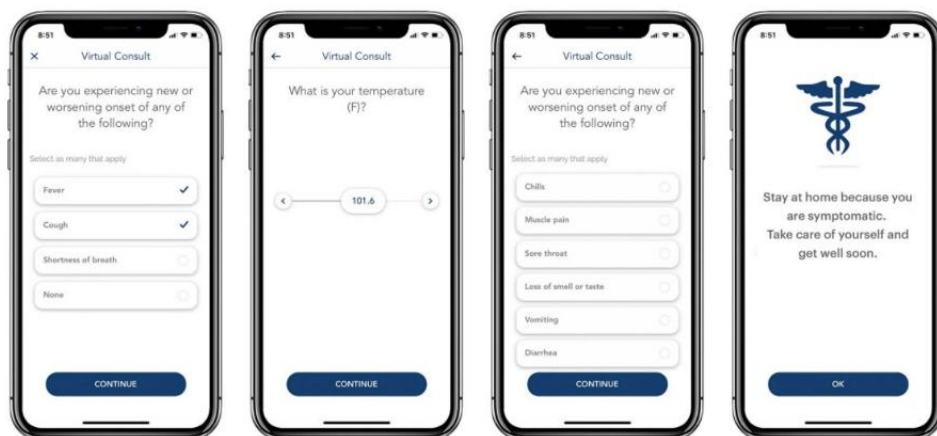 8:51
Virtual Consult
Are you experiencing new or
worsening onset of any of
the following?
Select as many that apply
Fever
Cough
Shortness of breath
None
CONTINUE
8:51
Virtual Consult
What is your temperature
(F)?
101.6
CONTINUE
8:51
Virtual Consult
Are you experiencing new or
worsening onset of any of
the following?
Select as many that apply
Chills
Muscle pain
Sore throat
Loss of smell or taste
Vomiting
Diarrhea
CONTINUE
8:51
Stay at home because you
are symptomatic.
Take care of yourself and
get well soon.
OK